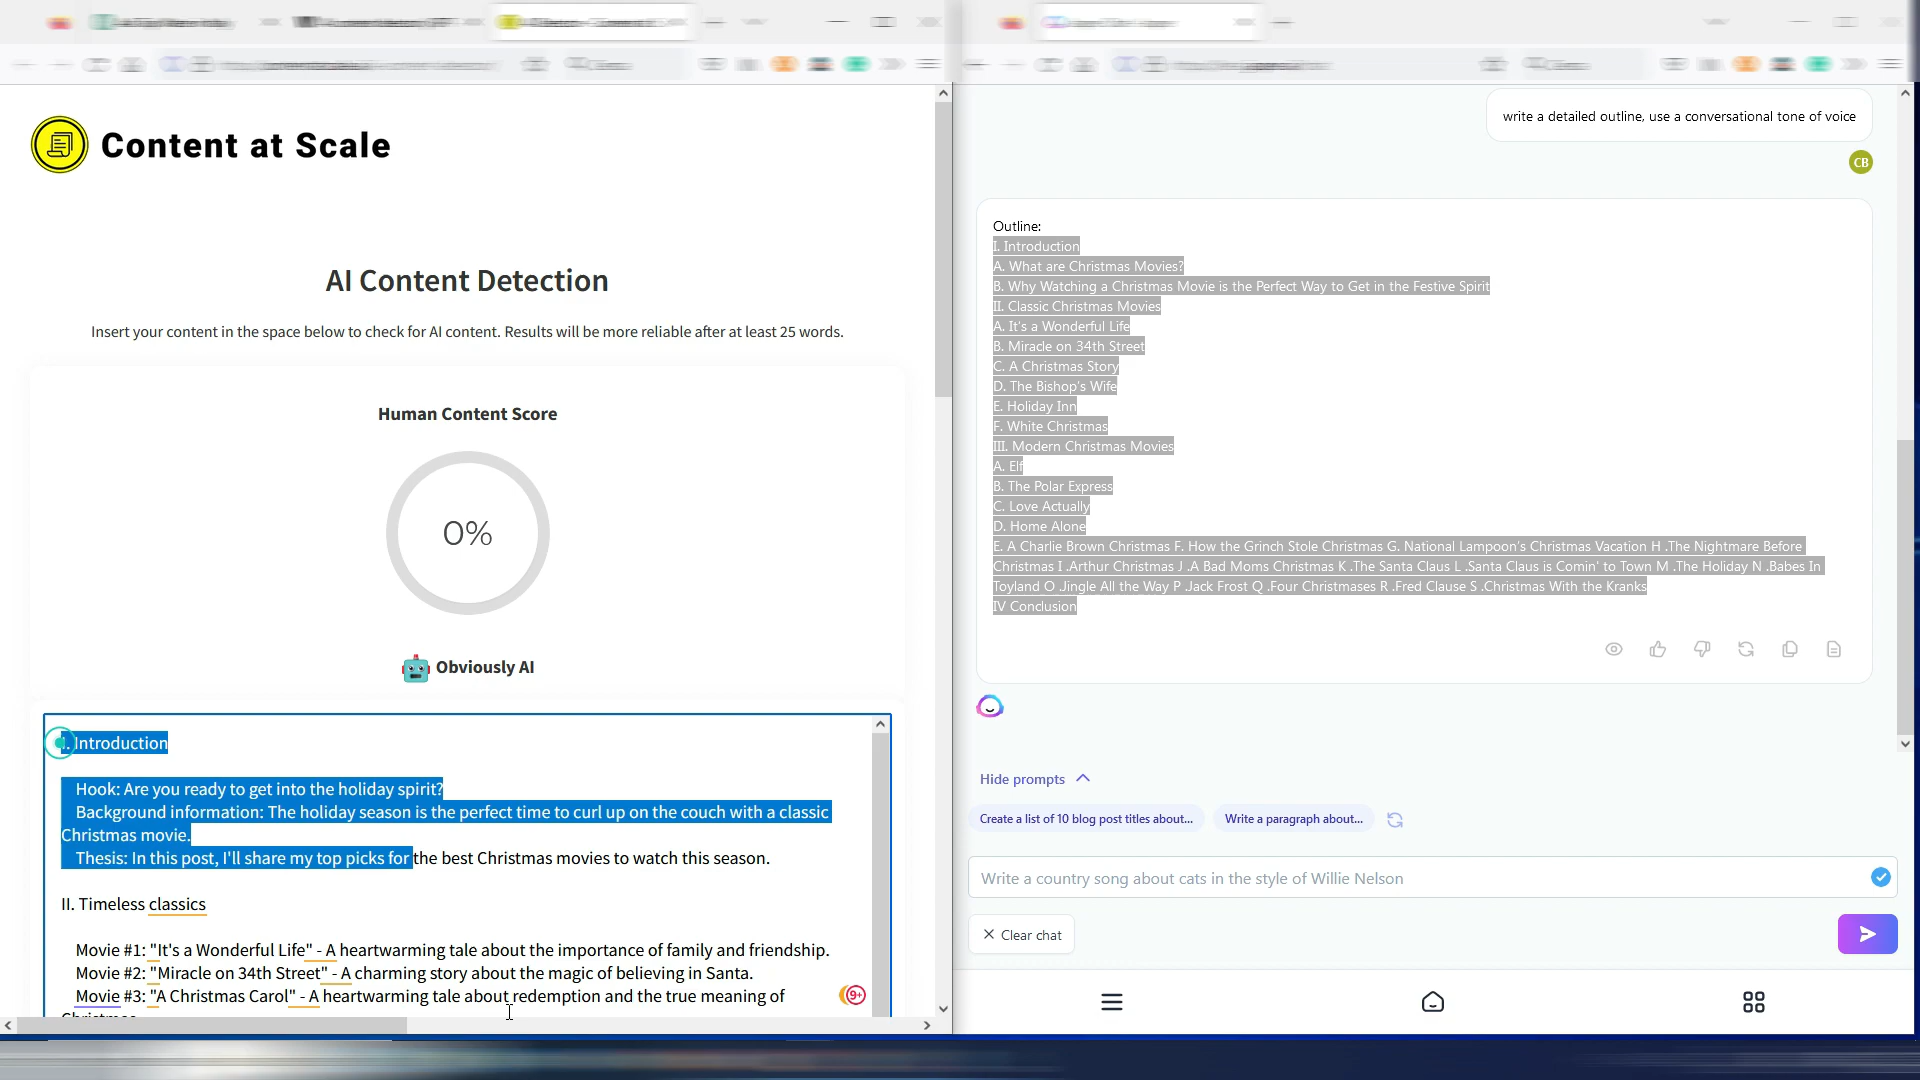 Content at Scale
AI Content Detection
Insert your content in the space below to check for AI content. Results will be more reliable after at least 25 words.
Human Content Score
0%
Obviously AI
I. Introduction
Hook: Are you ready to get into the holiday spirit?
Background information: The holiday season is the perfect time to curl up on the couch with a classic
Christmas movie.
Thesis: In this post, I'll share my top picks for the best Christmas movies to watch this season.
II. Timeless classics
Movie #1: "It's a Wonderful Life" - A heartwarming tale about the importance of family and friendship.
Movie #2: "Miracle on 34th Street" - A charming story about the magic of believing in Santa.
Movie #3: "A Christmas Carol" - A heartwarming tale about redemption and the true meaning of
Christmas
9+
write a detailed outline, use a conversational tone of voice
CB
Outline:
I. Introduction
A. What are Christmas Movies?
B. Why Watching a Christmas Movie is the Perfect Way to Get in the Festive Spirit
II. Classic Christmas Movies
A. It's a Wonderful Life
B. Miracle on 34th Street
C. A Christmas Story
D. The Bishop's Wife
E. Holiday Inn
F. White Christmas
III. Modern Christmas Movies
A. Elf
B. The Polar Express
C. Love Actually
D. Home Alone
E. A Charlie Brown Christmas F. How the Grinch Stole Christmas G. National Lampoon's Christmas Vacation H .The Nightmare Before
Christmas I .Arthur Christmas J .A Bad Moms Christmas K .The Santa Claus L .Santa Claus is Comin' to Town M .The Holiday N .Babes In
Toyland O .Jingle All the Way P .Jack Frost Q .Four Christmases R .Fred Clause S .Christmas With the Kranks
IV Conclusion
Hide prompts
Create a list of 10 blog post titles about...
Write a paragraph about...
Write a country song about cats in the style of Willie Nelson
Clear chat